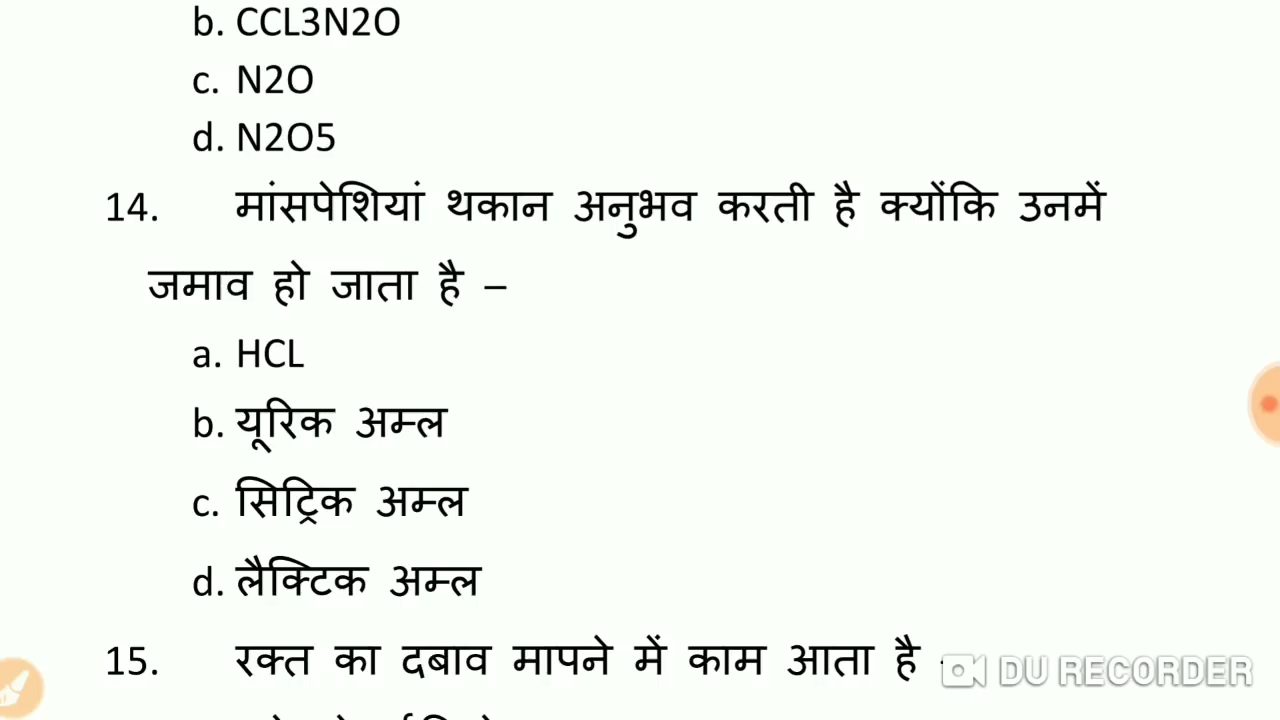 b. CCL3N2O
c. N2O
d. N2O5
14. मांसपेशियां थकान अनुभव करती है क्योंकि उनमें
जमाव हो जाता है –
a. HCL
b. यूरिक अम्ल
c. सिट्रिक अम्ल
d. लैक्टिक अम्ल
15. रक्त का दबाव मापने में काम आता है -
DU RECORDER